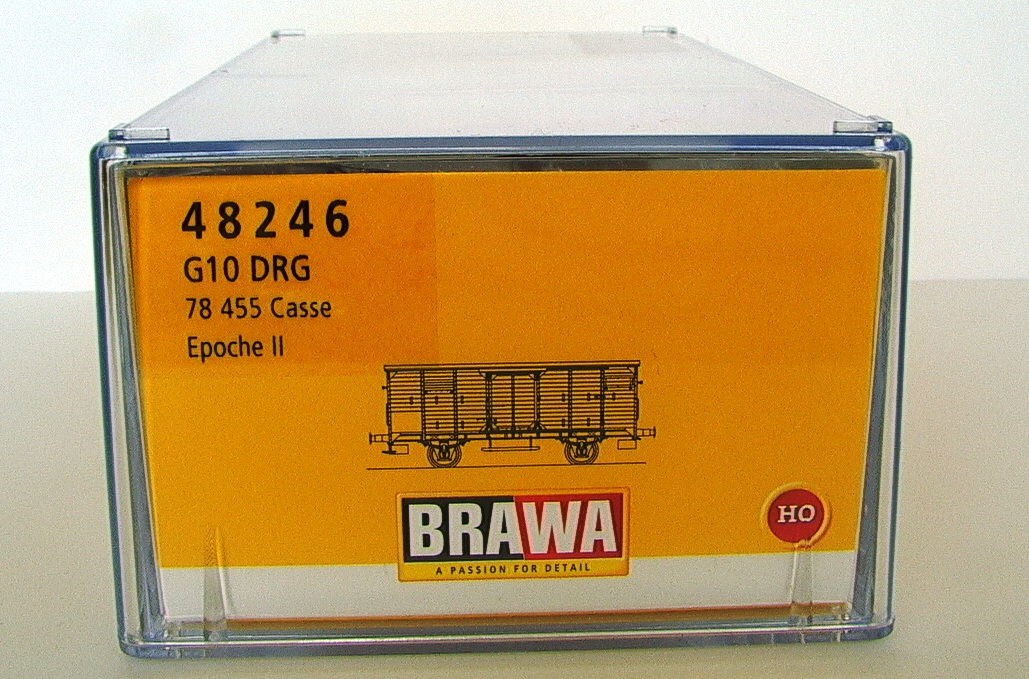 48246
G10 DRG
78 455 Casse
Epoche II
BRAWA
A PASSION FOR DETAIL
HO